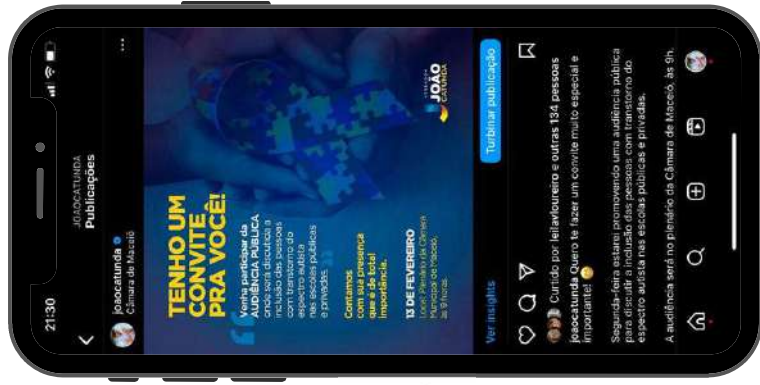 21:30
JOAOCATUNDA
Publicações
joaocatunda
Câmara de Maceió
TENHO UM
CONVITE
PRA VOCÊ!
Venha participar da
AUDIÊNCIA PÚBLICA
onde será discutida a
inclusão das pessoas
com transtorno do
espectro autista
nas escolas públicas
e privadas.
Contamos
com sua presença
que é de total
importância.
13 DE FEVEREIRO
Local: Plenário da Câmara
Municipal de Maceió,
às 9 horas
VEREADOR
JOÃO
CATUNDA
Ver insights
Turbinar publicação
Curtido por leilavfloureiro e outras 134 pessoas
joaocatunda Quero te fazer um convite muito especial e
importante!
Segunda-feira estarei promovendo uma audiência pública
para discutir a inclusão das pessoas com transtorno do
espectro autista nas escolas públicas e privadas.
A audiência será no plenário da Câmara de Maceió, às 9h.